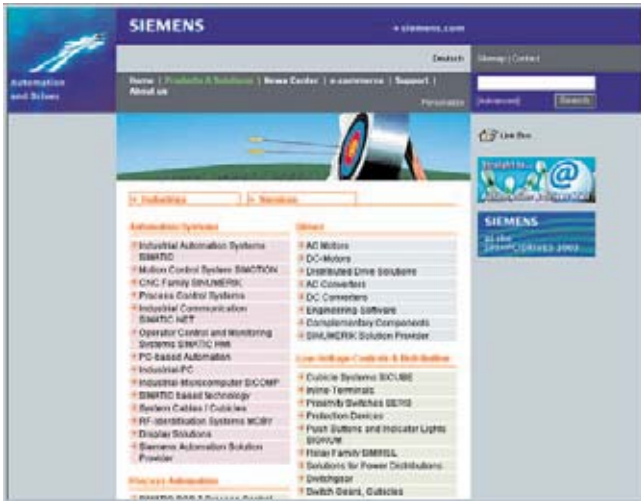 SIEMENS
siemens.com
Automation
and Drives
Deutsch
Sitemap | Contact
Home | Products & Solutions | News Center | e-commerce | Support |
About us
Personalize
Search
Link Box
Straight to...
@
SIEMENS
Industries
Services
Automation Systems
Industrial Automation Systems
SIMATIC
Motion Control System SIMOTION
CNC Family SINUMERIK
Process Control Systems
Industrial Communication
SIMATIC NET
Operator Control and Monitoring
Systems SIMATIC HMI
PC-based Automation
Industrial-PC
Industrial Microcomputer SICOMP
SIMATIC based technology
System Cables / Cubicles
RF-Identification Systems MOBY
Display Solutions
Siemens Automation Solution
Provider
Process Automation
Drives
AC Motors
DC-Motors
Distributed Drive Solutions
AC Converters
DC Converters
Engineering Software
Complementary Components
SINUMERIK Solution Provider
Low-Voltage Controls & Distribution
Cubicle Systems SICUBE
Inline-Terminals
Proximity Switches BERO
Protection Devices
Push Buttons and Indicator Lights
SIGNUM
Relay Family SIMIREL
Solutions for Power Distributions
Switchgear
Switch Gears, Cubicles